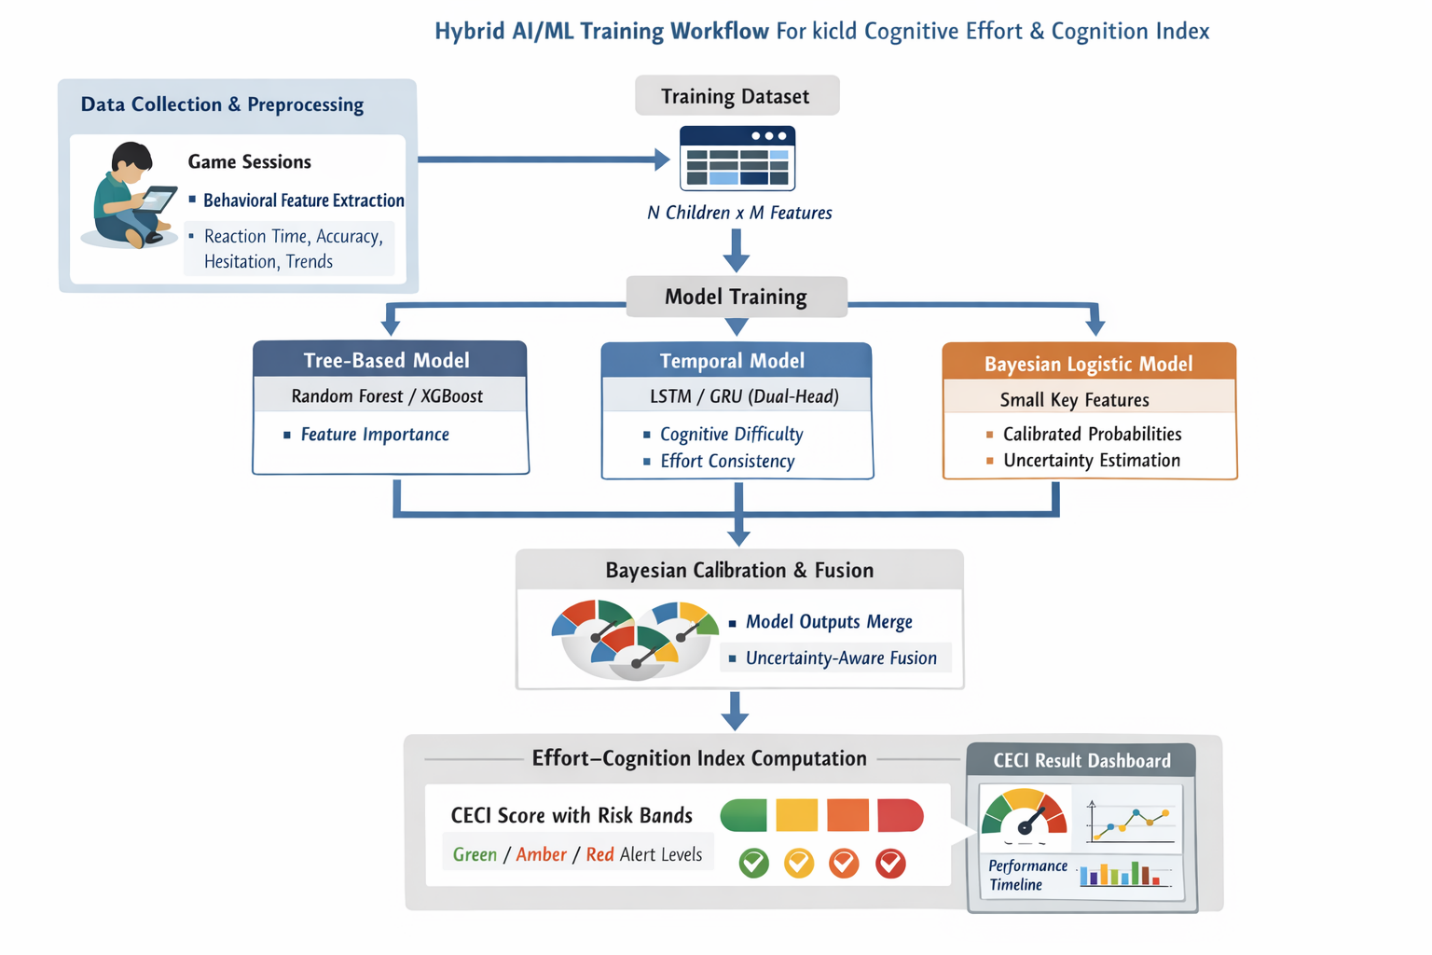 Hybrid AI/ML Training Workflow For kicld Cognitive Effort & Cognition Index
Data Collection & Preprocessing
Game Sessions
▪ Behavioral Feature Extraction
▪ Reaction Time, Accuracy,
Hesitation, Trends
Training Dataset
N Children x M Features
Model Training
Tree-Based Model
Random Forest / XGBoost
▪ Feature Importance
Temporal Model
LSTM / GRU (Dual-Head)
▪ Cognitive Difficulty
▪ Effort Consistency
Bayesian Logistic Model
Small Key Features
▪ Calibrated Probabilities
▪ Uncertainty Estimation
Bayesian Calibration & Fusion
▪ Model Outputs Merge
▪ Uncertainty-Aware Fusion
Effort–Cognition Index Computation
CECI Score with Risk Bands
Green / Amber / Red Alert Levels
CECI Result Dashboard
Performance
Timeline